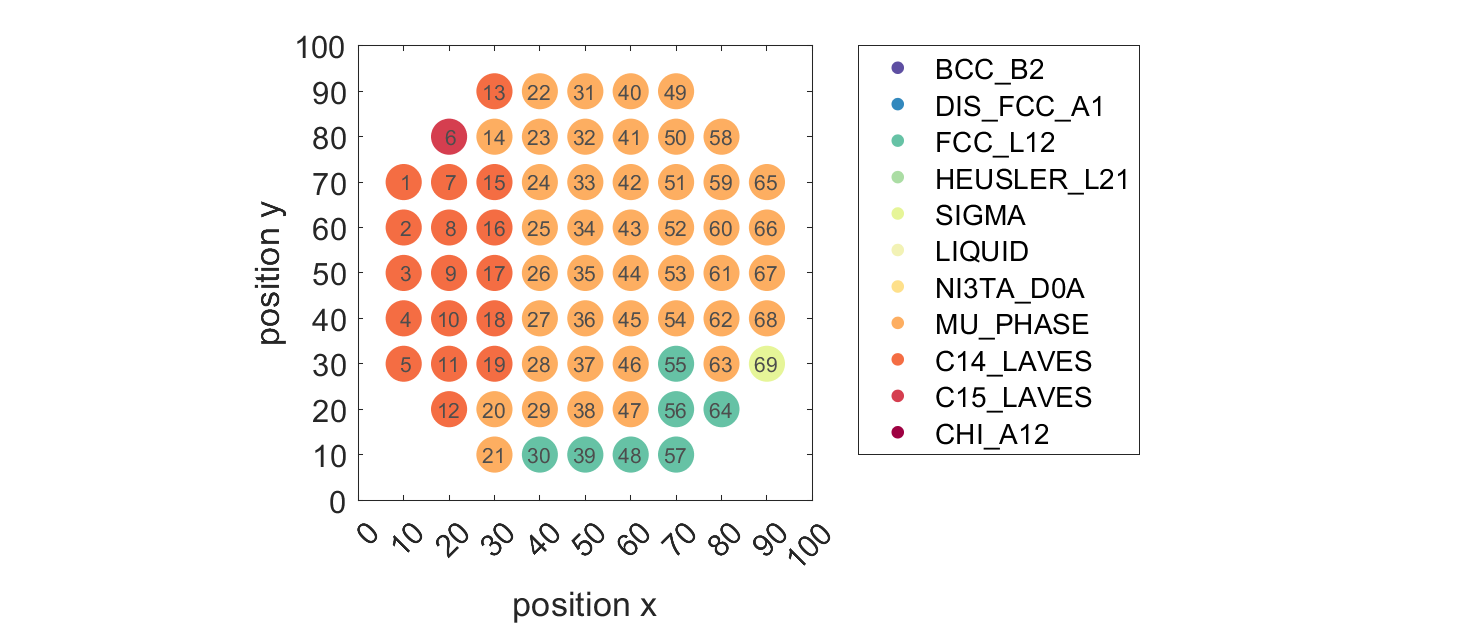 100
90 13 22 31 40 49
80 6 14 23 32 41 50 58
70 1 7 15 24 33 42 51 59 65
60 2 8 16 25 34 43 52 60 66
50 3 9 17 26 35 44 53 61 67
40 4 10 18 27 36 45 54 62 68
30 5 11 19 28 37 46 55 63 69
20 12 20 29 38 47 56 64
10 21 30 39 48 57
0
position y
0 10 20 30 40 50 60 70 80 90 100
position x
BCC_B2
DIS_FCC_A1
FCC_L12
HEUSLER_L21
SIGMA
LIQUID
NI3TA_D0A
MU_PHASE
C14_LAVES
C15_LAVES
CHI_A12